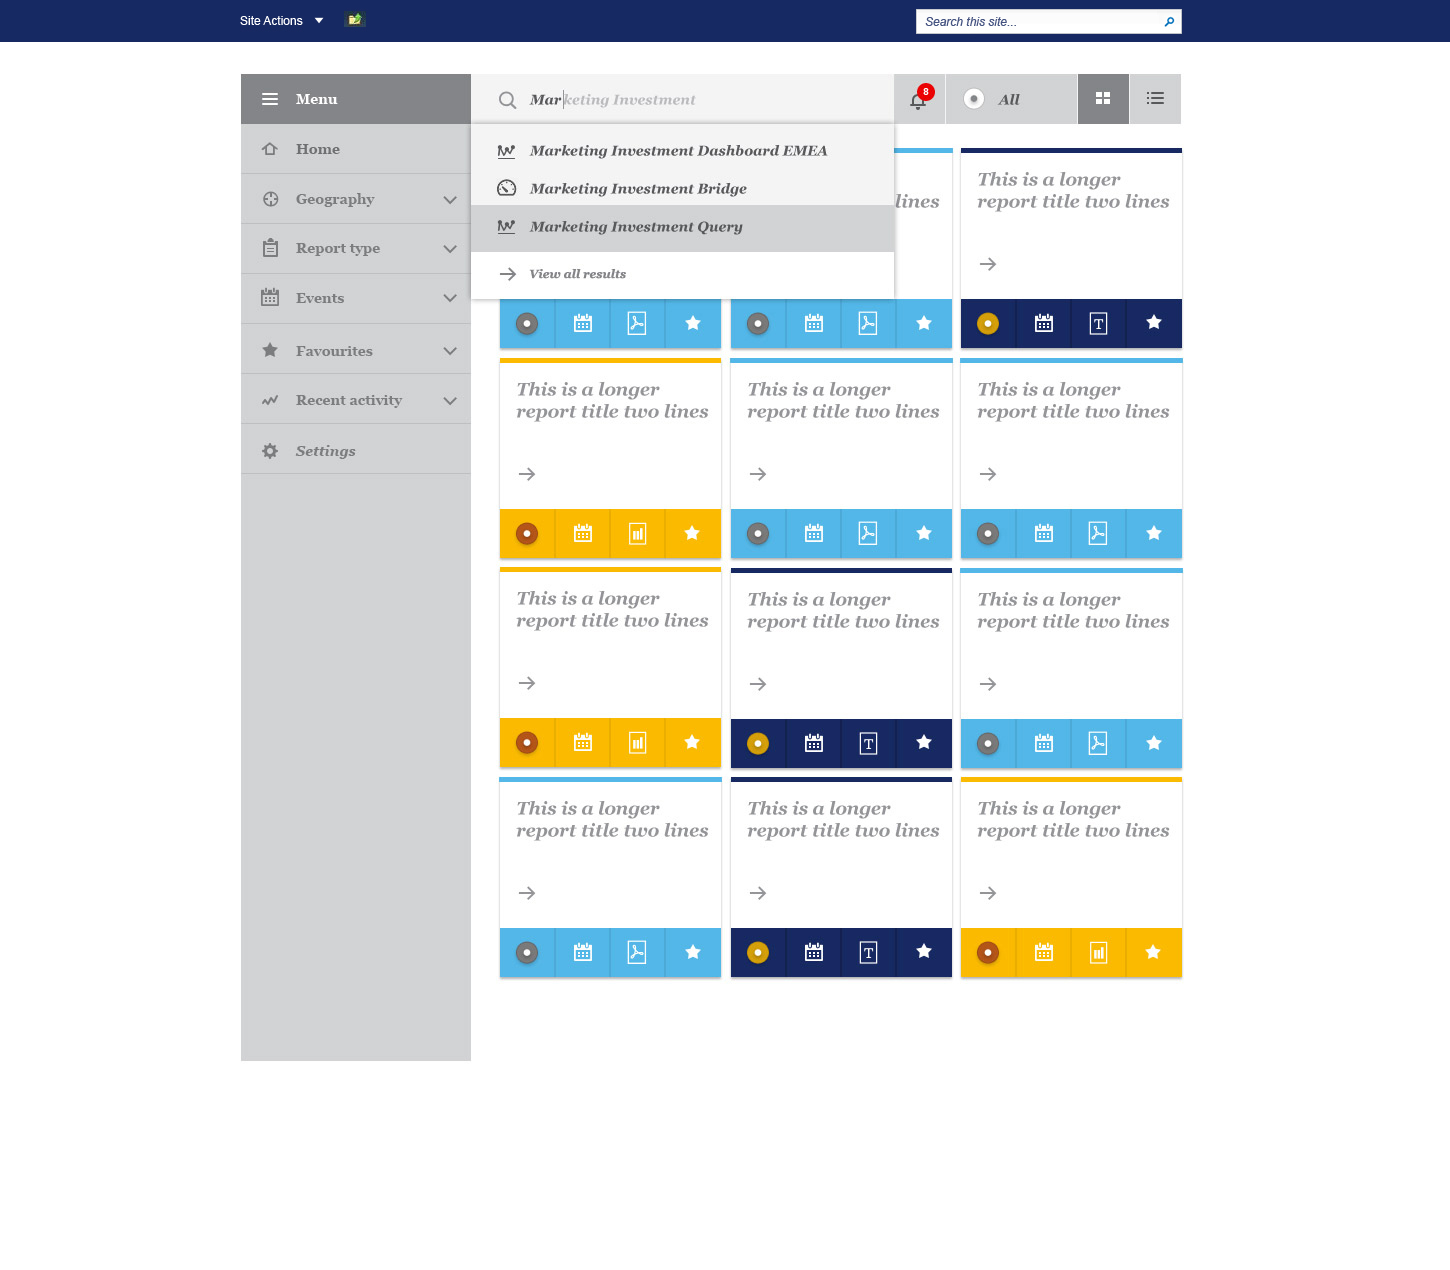 Site Actions
Search this site...
Menu
Marketing Investment
8
All
Home
Geography
Report type
Events
Favourites
Recent activity
Settings
Marketing Investment Dashboard EMEA
Marketing Investment Bridge
Marketing Investment Query
View all results
lines
This is a longer
report title two lines
T
This is a longer
report title two lines
This is a longer
report title two lines
This is a longer
report title two lines
This is a longer
report title two lines
This is a longer
report title two lines
T
This is a longer
report title two lines
This is a longer
report title two lines
This is a longer
report title two lines
T
This is a longer
report title two lines